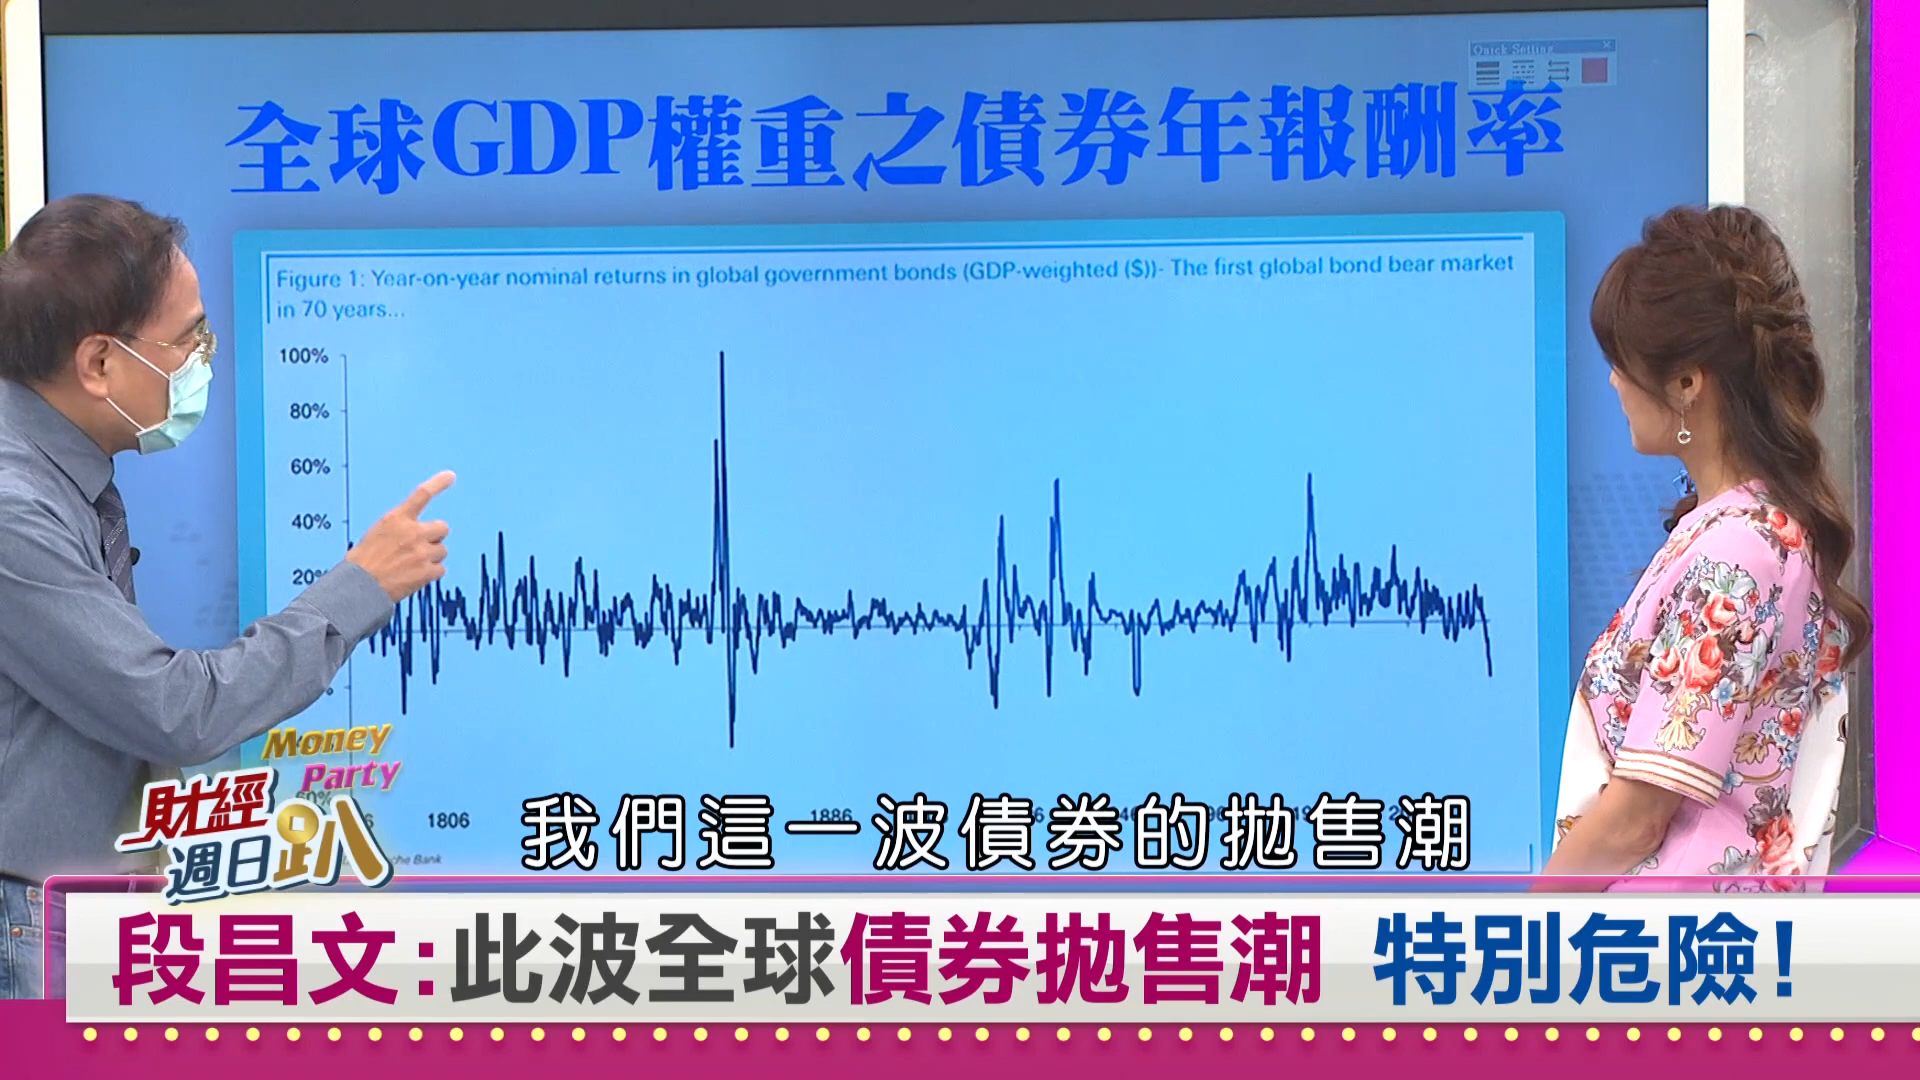 Quick Setting
全球GDP權重之債券年報酬率
Figure 1: Year-on-year nominal returns in global government bonds (GDP-weighted ($))- The first global bond bear market
in 70 years...
100%
80%
60%
40%
20%
60%
1806
1886
che Bank
Money
Party
財經
週日趴
我們這一波債券的拋售潮
段昌文:此波全球債券拋售潮 特別危險!